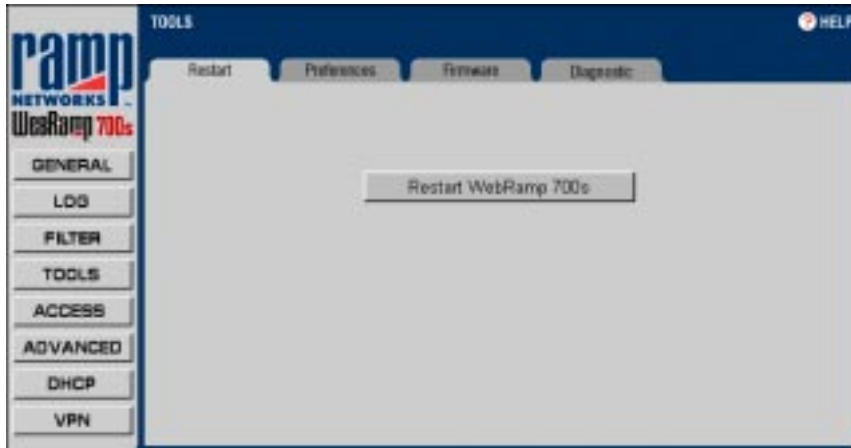 TOOLS
HELP
ramp
NETWORKS
WebRamp 700s
Restart
Preferences
Firmware
Diagnostic
Restart WebRamp 700s
GENERAL
LOG
FILTER
TOOLS
ACCESS
ADVANCED
DHCP
VPN